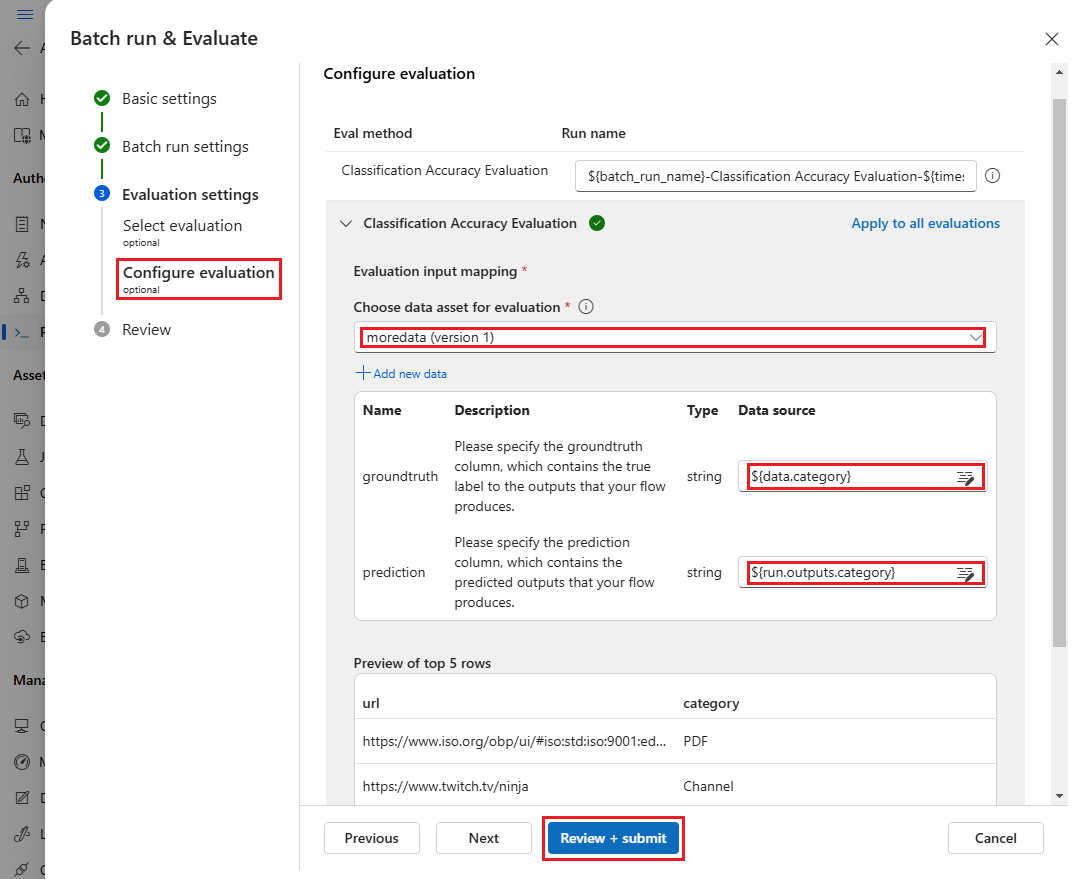 Batch run & Evaluate
Basic settings
Batch run settings
3
Evaluation settings
Select evaluation
optional
Configure evaluation
optional
4
Review
Auth
Asset
Mana
Configure evaluation
Eval method Run name
Classification Accuracy Evaluation ${batch_run_name}-Classification Accuracy Evaluation-${times
Classification Accuracy Evaluation Apply to all evaluations
Evaluation input mapping *
Choose data asset for evaluation *
moredata (version 1)
Add new data
Name Description Type Data source
groundtruth
Please specify the groundtruth
column, which contains the true
label to the outputs that your flow
produces.
string
${data.category}
prediction
Please specify the prediction
column, which contains the
predicted outputs that your flow
produces.
string
${run.outputs.category}
Preview of top 5 rows
url category
https://www.iso.org/obp/ui/#iso:std:iso:9001:ed... PDF
https://www.twitch.tv/ninja Channel
Previous Next Review + submit Cancel